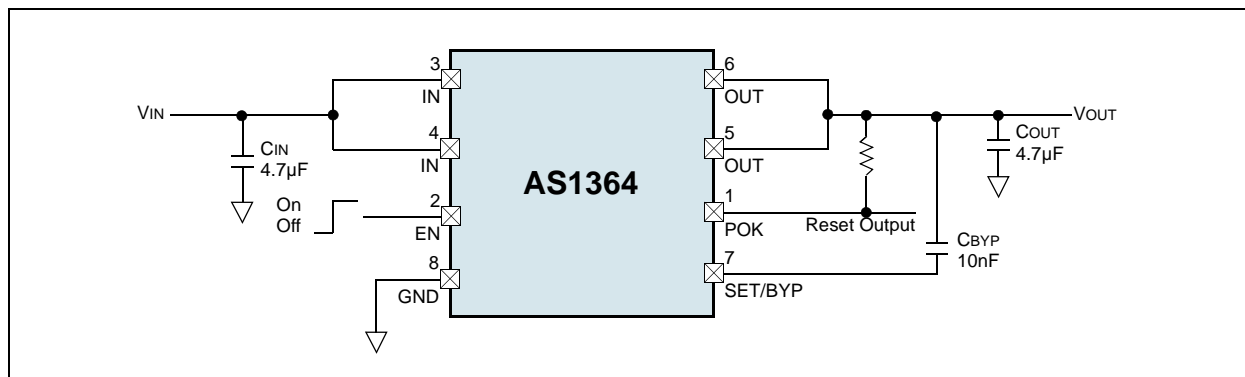 3
IN
4
IN
2
EN
8
GND
VIN
CIN
4.7µF
On
Off
AS1364
6
OUT
5
OUT
1
POK
7
SET/BYP
Reset Output
VOUT
COUT
4.7µF
CBYP
10nF